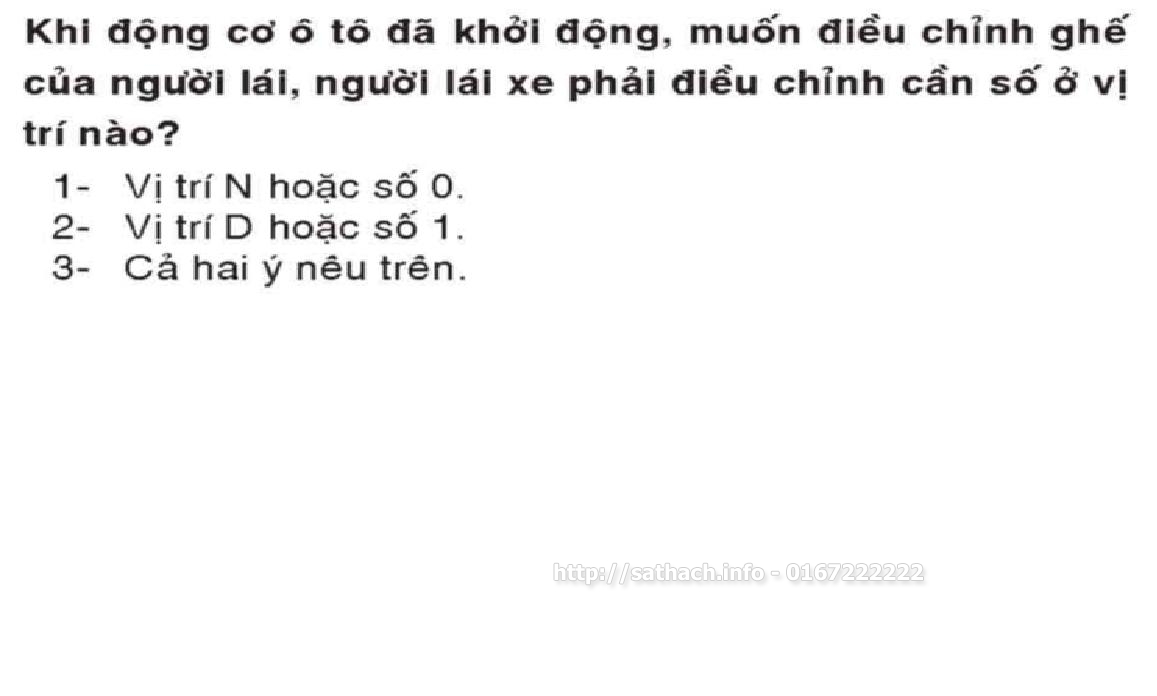 Khi động cơ ô tô đã khởi động, muốn điều chỉnh ghế
của người lái, người lái xe phải điều chỉnh cần số ở vị
trí nào?
1- Vị trí N hoặc số 0.
2- Vị trí D hoặc số 1.
3- Cả hai ý nêu trên.
http://sathach.info - 0167222222